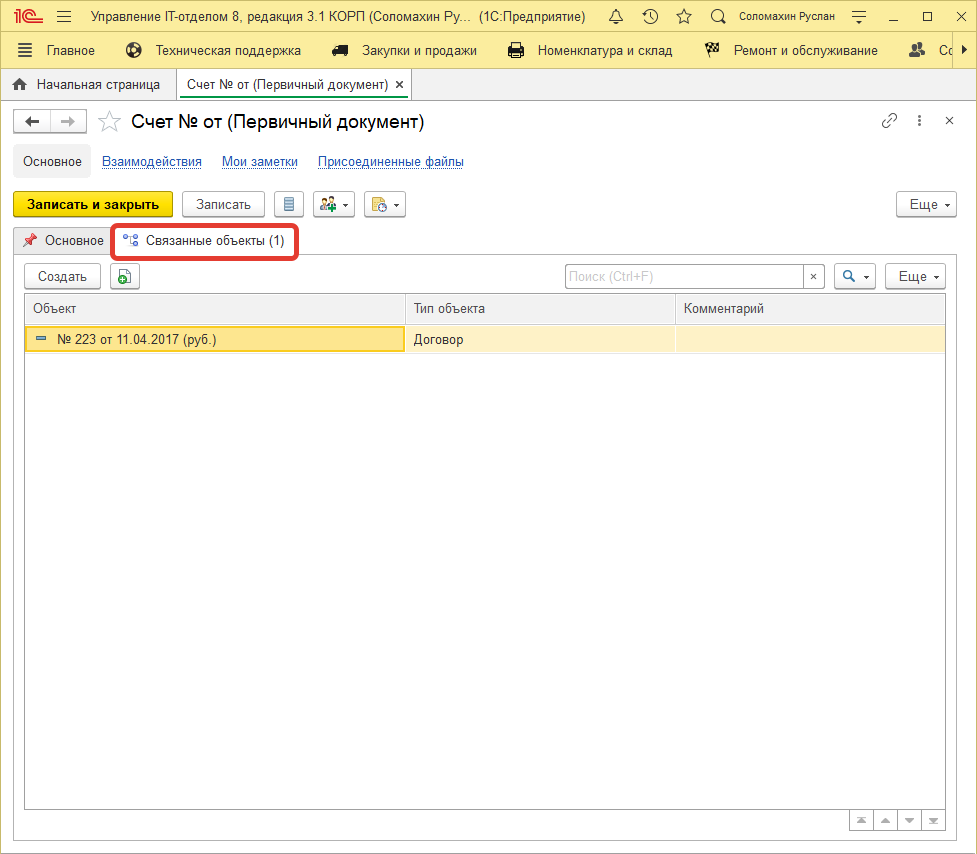 1С Управление IT-отделом 8, редакция 3.1 КОРП (Соломахин Ру... (1С:Предприятие) Соломахин Руслан
Главное Техническая поддержка Закупки и продажи Номенклатура и склад Ремонт и обслуживание Со
Начальная страница Счет № от (Первичный документ) ×
Счет № от (Первичный документ)
Основное Взаимодействия Мои заметки Присоединенные файлы
Записать и закрыть Записать Еще
Основное Связанные объекты (1)
Создать Поиск (Ctrl+F) × Еще
Объект Тип объекта Комментарий
№ 223 от 11.04.2017 (руб.) Договор